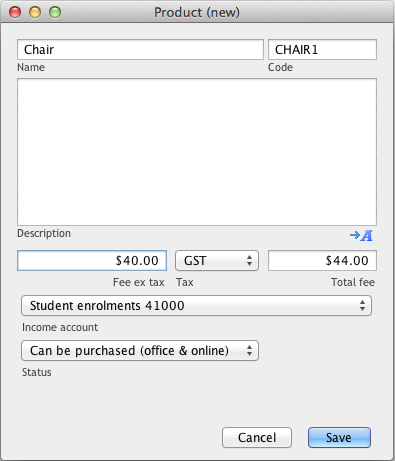 Product (new)
Chair CHAIR1
Name Code
Description A
$40.00 GST $44.00
Fee ex tax Tax Total fee
Student enrolments 41000
Income account
Can be purchased (office & online)
Status
Cancel Save